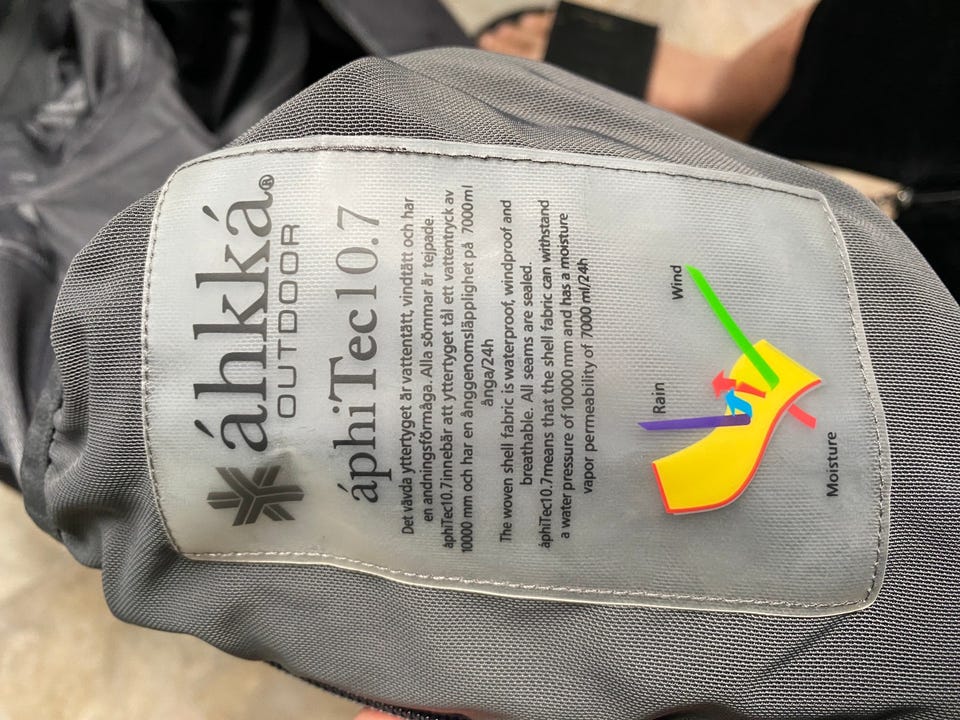 áhkká®
OUTDOOR
áphiTec10.7
Det vävda yttertyget är vattentätt, vindtätt och har
en andningsförmåga. Alla sömmar är tejpade.
áphiTec10.7innebär att yttertyget tål ett vattentryck av
10000 mm och har en ånggenomsläpplighet på 7000ml
ånga/24h
The woven shell fabric is waterproof, windproof and
breathable. All seams are sealed.
áphiTec10.7means that the shell fabric can withstand
a water pressure of 10000 mm and has a moisture
vapor permeability of 7000 ml/24h
Rain
Wind
Moisture